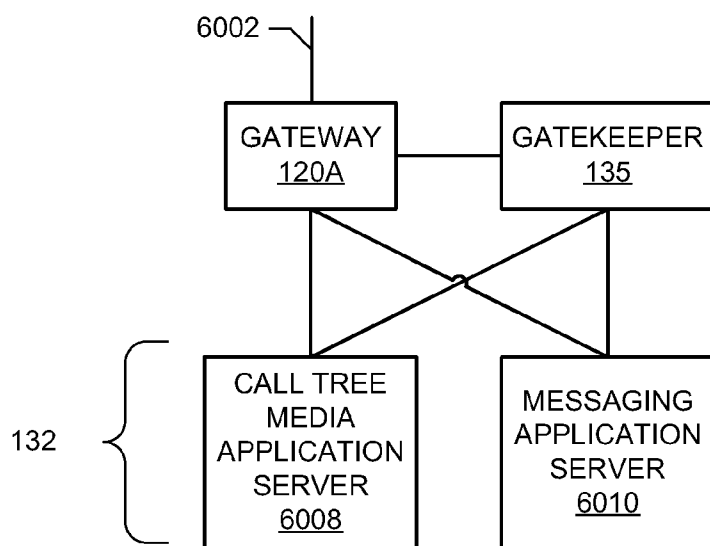 6002
GATEWAY
120A
GATEKEEPER
135
132
CALL TREE
MEDIA
APPLICATION
SERVER
6008
MESSAGING
APPLICATION
SERVER
6010